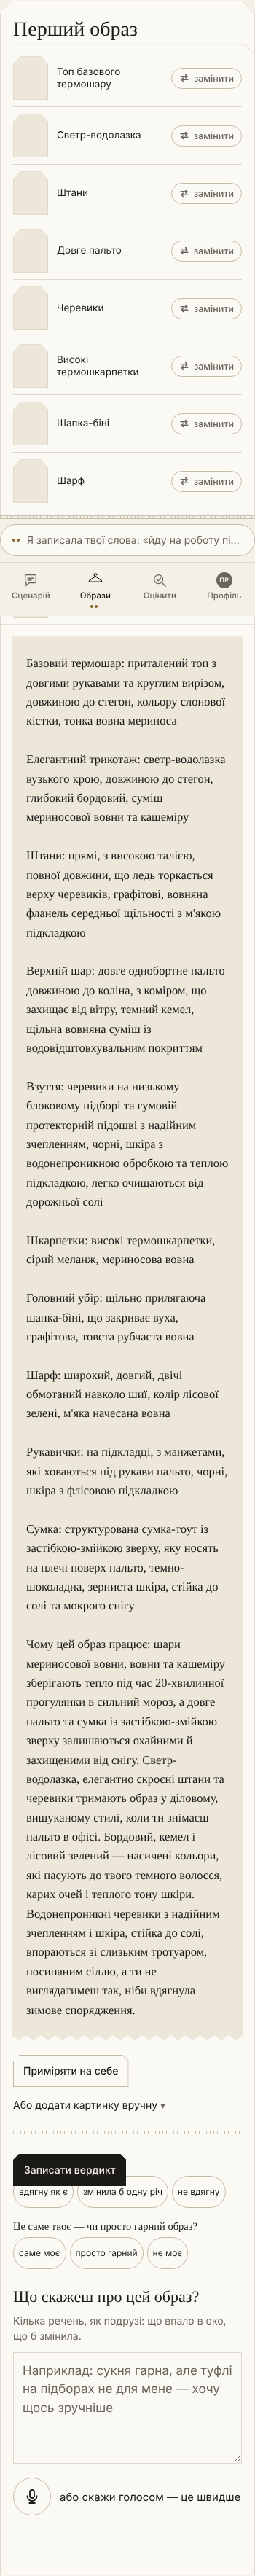 Перший образ
Топ базового
термошару
замінити
Светр-водолазка
замінити
Штани
замінити
Довге пальто
замінити
Черевики
замінити
Високі
термошкарпетки
замінити
Шапка-біні
замінити
Шарф
замінити
Я записала твої слова: «йду на роботу пі...
Сценарій
Образи
Оцінити
ПР
Профіль
Базовий термошар: приталений топ з
довгими рукавами та круглим вирізом,
довжиною до стегон, кольору слонової
кістки, тонка вовна мериноса
Елегантний трикотаж: светр-водолазка
вузького крою, довжиною до стегон,
глибокий бордовий, суміш
мериносової вовни та кашеміру
Штани: прямі, з високою талією,
повної довжини, що ледь торкається
верху черевиків, графітові, вовняна
фланель середньої щільності з м'якою
підкладкою
Верхній шар: довге однобортне пальто
довжиною до коліна, з коміром, що
захищає від вітру, темний кемел,
щільна вовняна суміш із
водовідштовхувальним покриттям
Взуття: черевики на низькому
блоковому підборі та гумовій
протекторній підошві з надійним
зчепленням, чорні, шкіра з
водонепроникною обробкою та теплою
підкладкою, легко очищаються від
дорожньої солі
Шкарпетки: високі термошкарпетки,
сірий меланж, мериносова вовна
Головний убір: щільно прилягаюча
шапка-біні, що закриває вуха,
графітова, товста рубчаста вовна
Шарф: широкий, довгий, двічі
обмотаний навколо шиї, колір лісової
зелені, м'яка начесана вовна
Рукавички: на підкладці, з манжетами,
які ховаються під рукави пальто, чорні,
шкіра з флісовою підкладкою
Сумка: структурована сумка-тоут із
застібкою-змійкою зверху, яку носять
на плечі поверх пальто, темно-
шоколадна, зерниста шкіра, стійка до
солі та мокрого снігу
Чому цей образ працює: шари
мериносової вовни, вовни та кашеміру
зберігають тепло під час 20-хвилинної
прогулянки в сильний мороз, а довге
пальто та сумка із застібкою-змійкою
зверху залишаються охайними й
захищеними від снігу. Светр-
водолазка, елегантно скроєні штани та
черевики тримають образ у діловому,
вишуканому стилі, коли ти знімаєш
пальто в офісі. Бордовий, кемел і
лісовий зелений — насичені кольори,
які пасують до твого темного волосся,
карих очей і теплого тону шкіри.
Водонепроникні черевики з надійним
зчепленням і шкіра, стійка до солі,
впораються зі слизьким тротуаром,
посипаним сіллю, а ти не
виглядатимеш так, ніби вдягнула
зимове спорядження.
Приміряти на себе
Або додати картинку вручну ▾
Записати вердикт
вдягну як є
змінила б одну річ
не вдягну
Це саме твоє — чи просто гарний образ?
саме моє
просто гарний
не моє
Що скажеш про цей образ?
Кілька речень, як подрузі: що впало в око,
що б змінила.
Наприклад: сукня гарна, але туфлі
на підборах не для мене — хочу
щось зручніше
або скажи голосом — це швидше